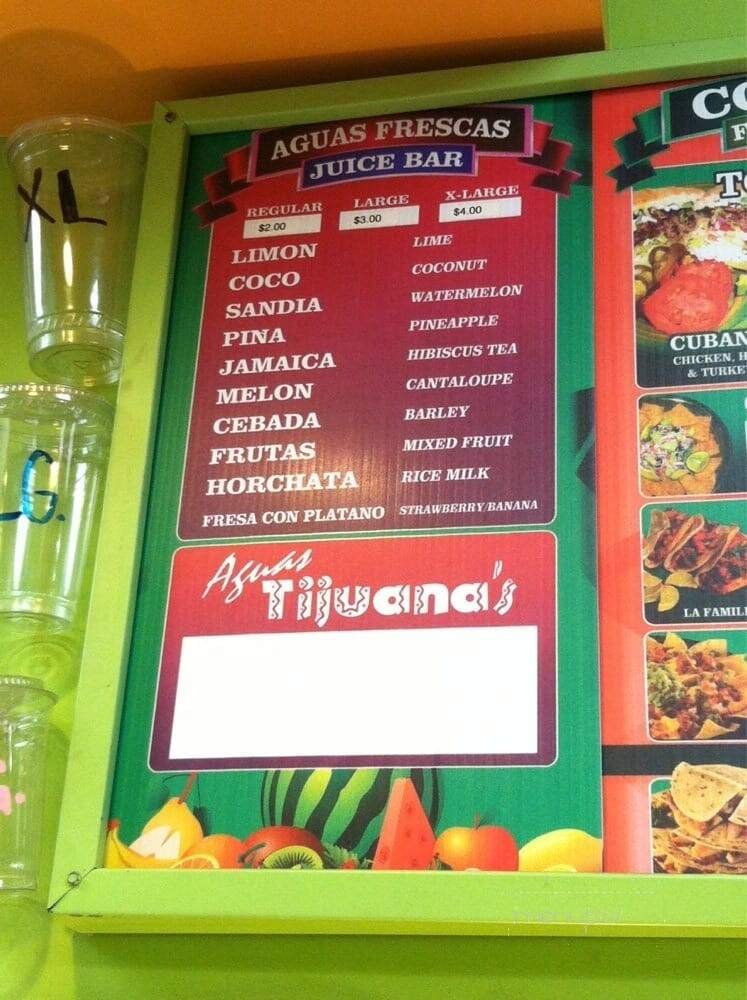 XL
AGUAS FRESCAS
JUICE BAR
REGULAR LARGE X-LARGE
$2.00 $3.00 $4.00
LIMON LIME
COCO COCONUT
SANDIA WATERMELON
PINA PINEAPPLE
JAMAICA HIBISCUS TEA
MELON CANTALOUPE
CEBADA BARLEY
FRUTAS MIXED FRUIT
HORCHATA RICE MILK
FRESA CON PLATANO STRAWBERRY/BANANA
Aguas
Tijuana's
LG.
CUBAN
CHICKEN, H
& TURKE
LA FAMIL